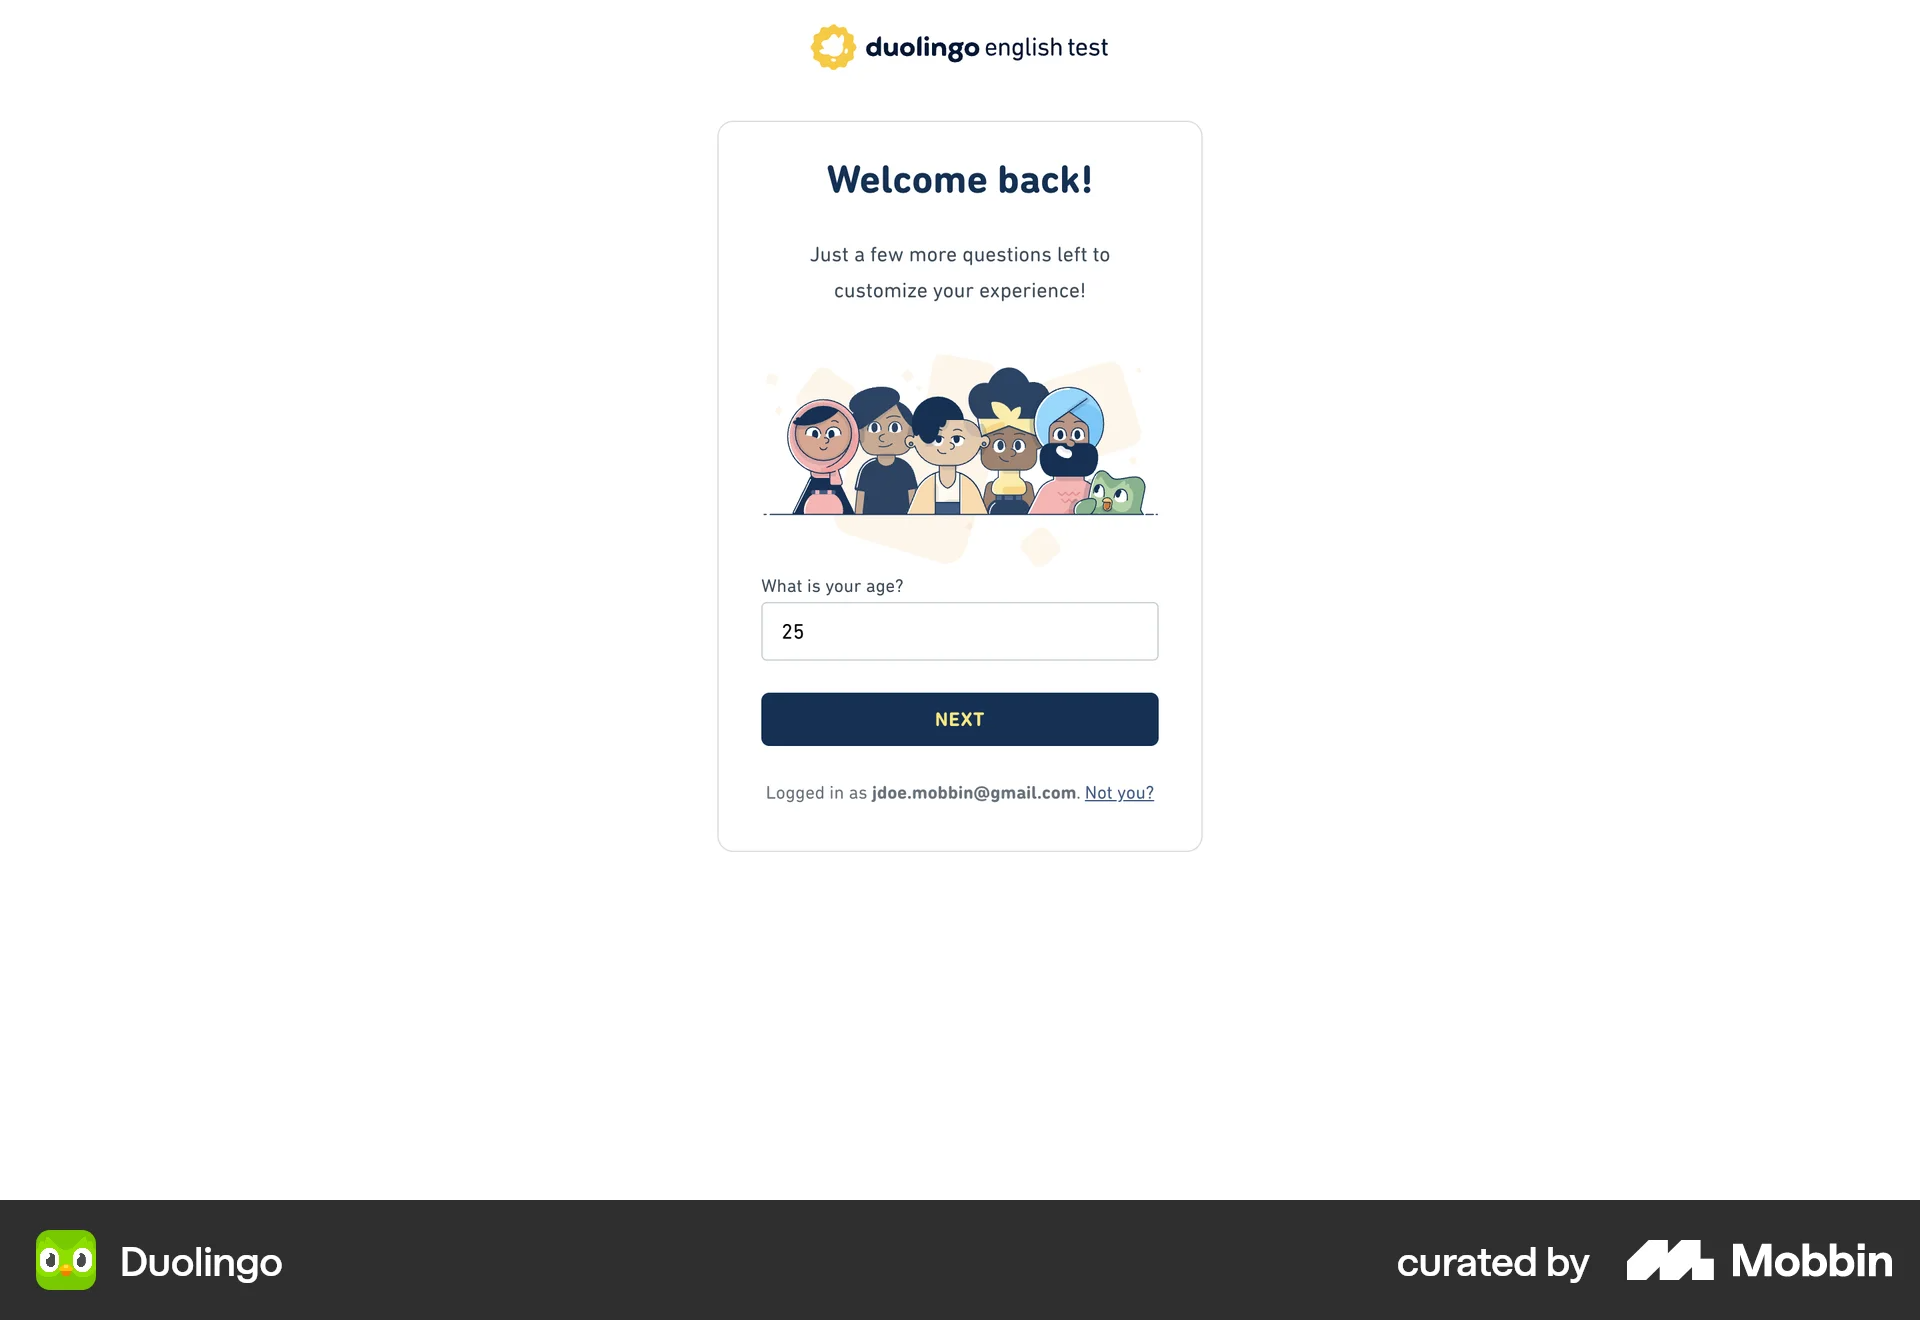 duolingo english test
Welcome back!
Just a few more questions left to
customize your experience!
What is your age?
25
NEXT
Logged in as jdoe.mobbin@gmail.com. Not you?
Duolingo
curated by Mobbin